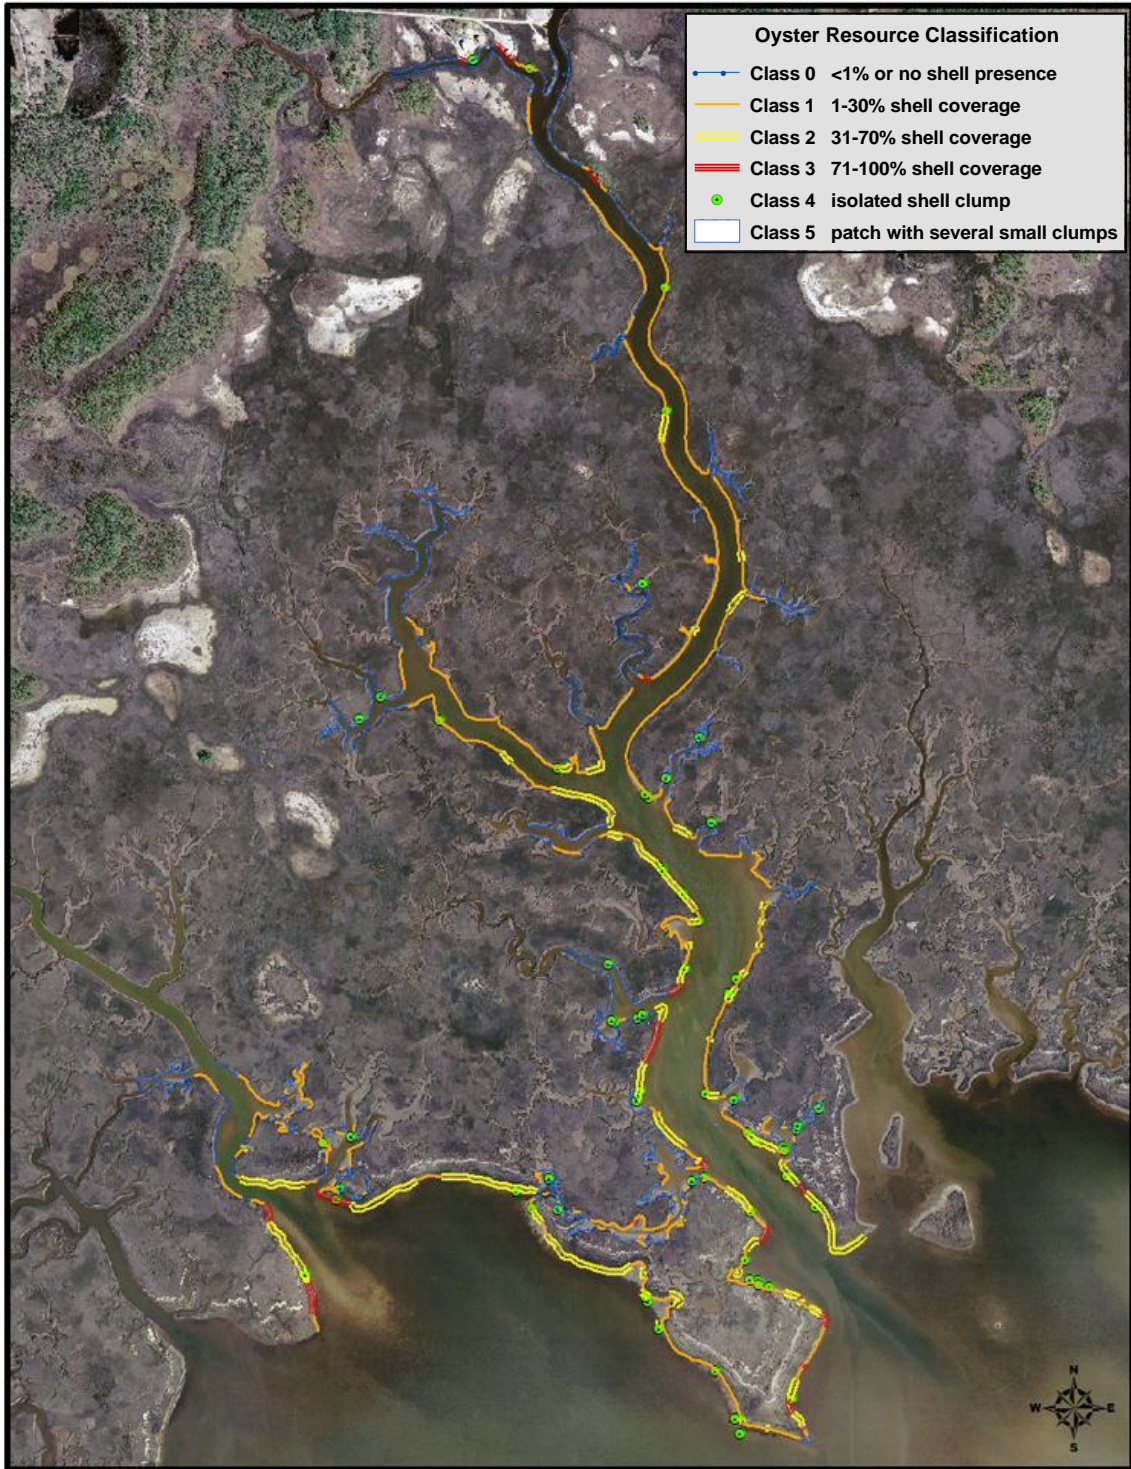 Oyster Resource Classification
Class 0 <1% or no shell presence
Class 1 1-30% shell coverage
Class 2 31-70% shell coverage
Class 3 71-100% shell coverage
Class 4 isolated shell clump
Class 5 patch with several small clumps
N
W E
S